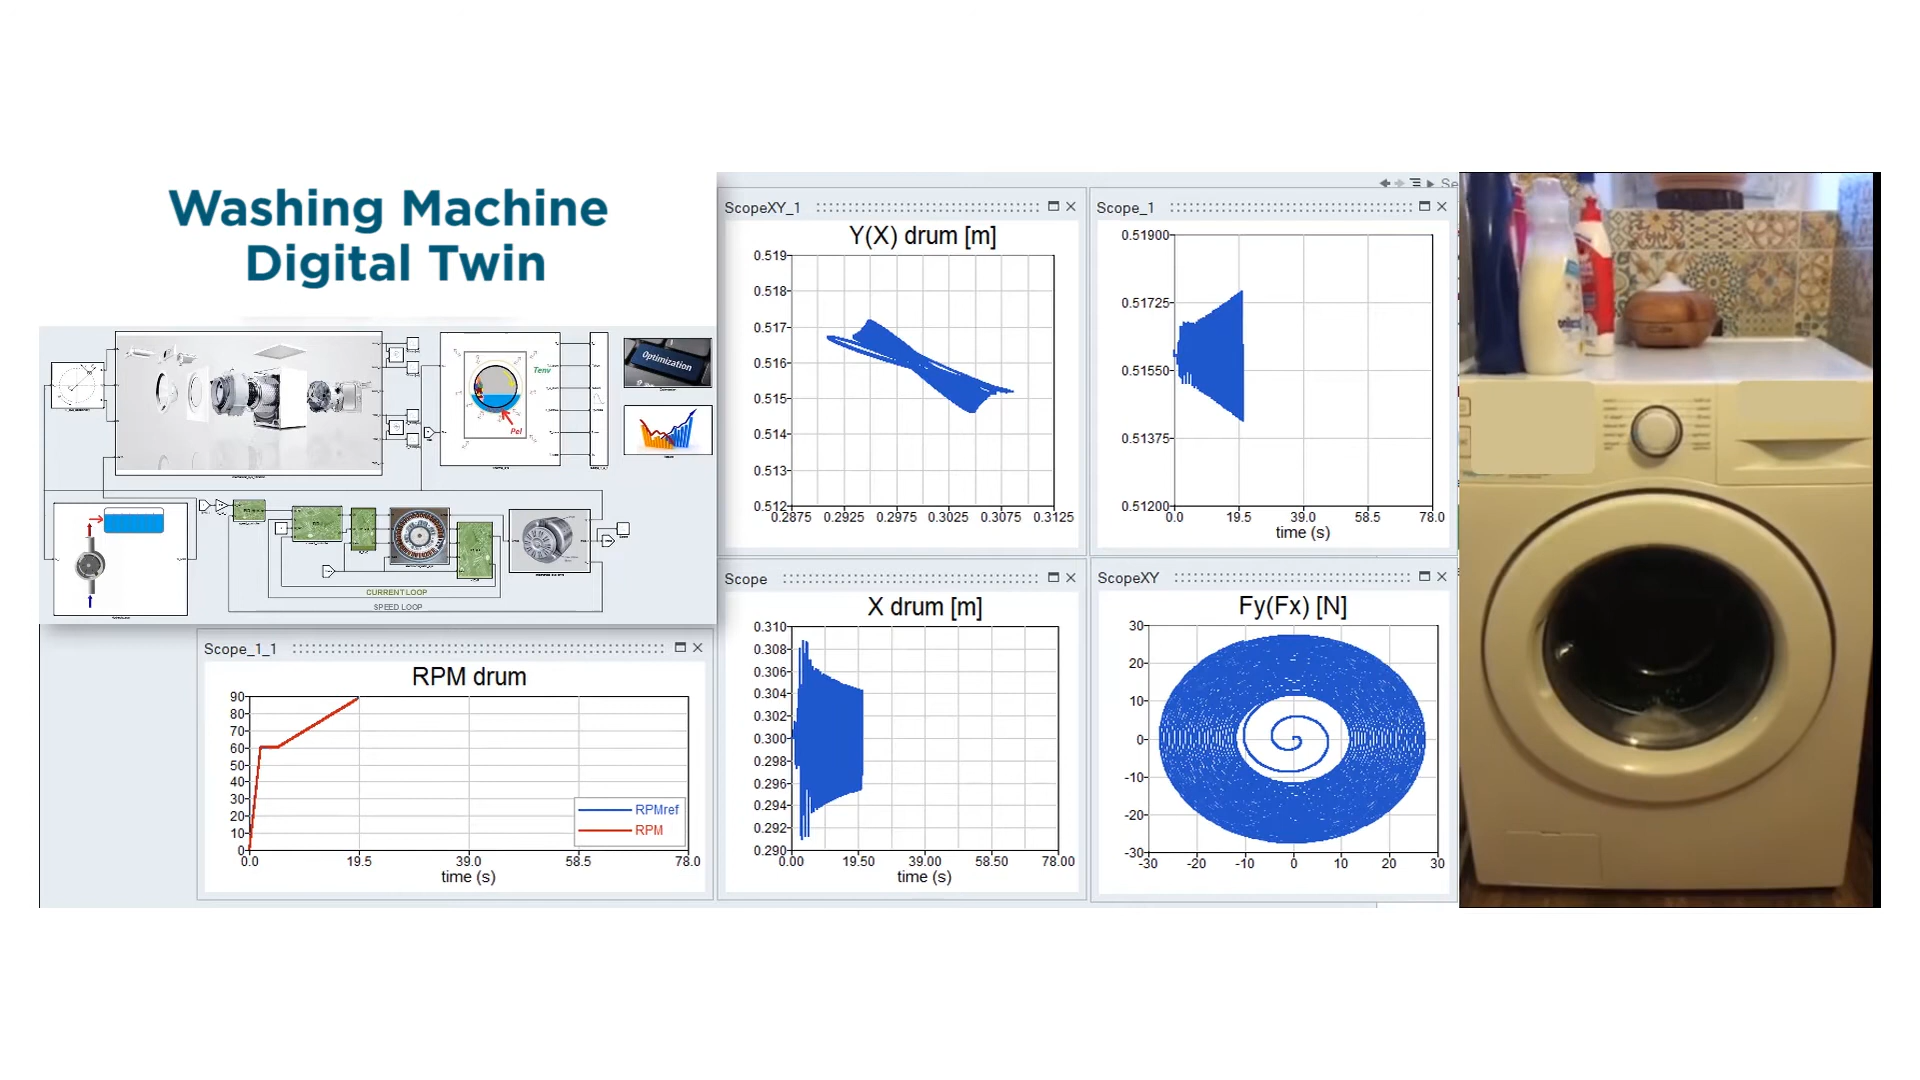 Washing Machine
Digital Twin
Optimization
Tenv
Pel
CURRENT LOOP
SPEED LOOP
Scope_1_1
RPM drum
90
80
70
60
50
40
30
20
10
0
0.0 19.5 39.0 58.5 78.0
time (s)
RPMref
RPM
ScopeXY_1
Y(X) drum [m]
0.519
0.518
0.517
0.516
0.515
0.514
0.513
0.512
0.2875 0.2925 0.2975 0.3025 0.3075 0.3125
Se
Scope_1
0.51900
0.51725
0.51550
0.51375
0.51200
0.0 19.5 39.0 58.5 78.0
time (s)
Scope
X drum [m]
0.310
0.308
0.306
0.304
0.302
0.300
0.298
0.296
0.294
0.292
0.290
0.00 19.50 39.00 58.50 78.00
time (s)
ScopeXY
Fy(Fx) [N]
30
20
10
0
-10
-20
-30
-30 -20 -10 0 10 20 30